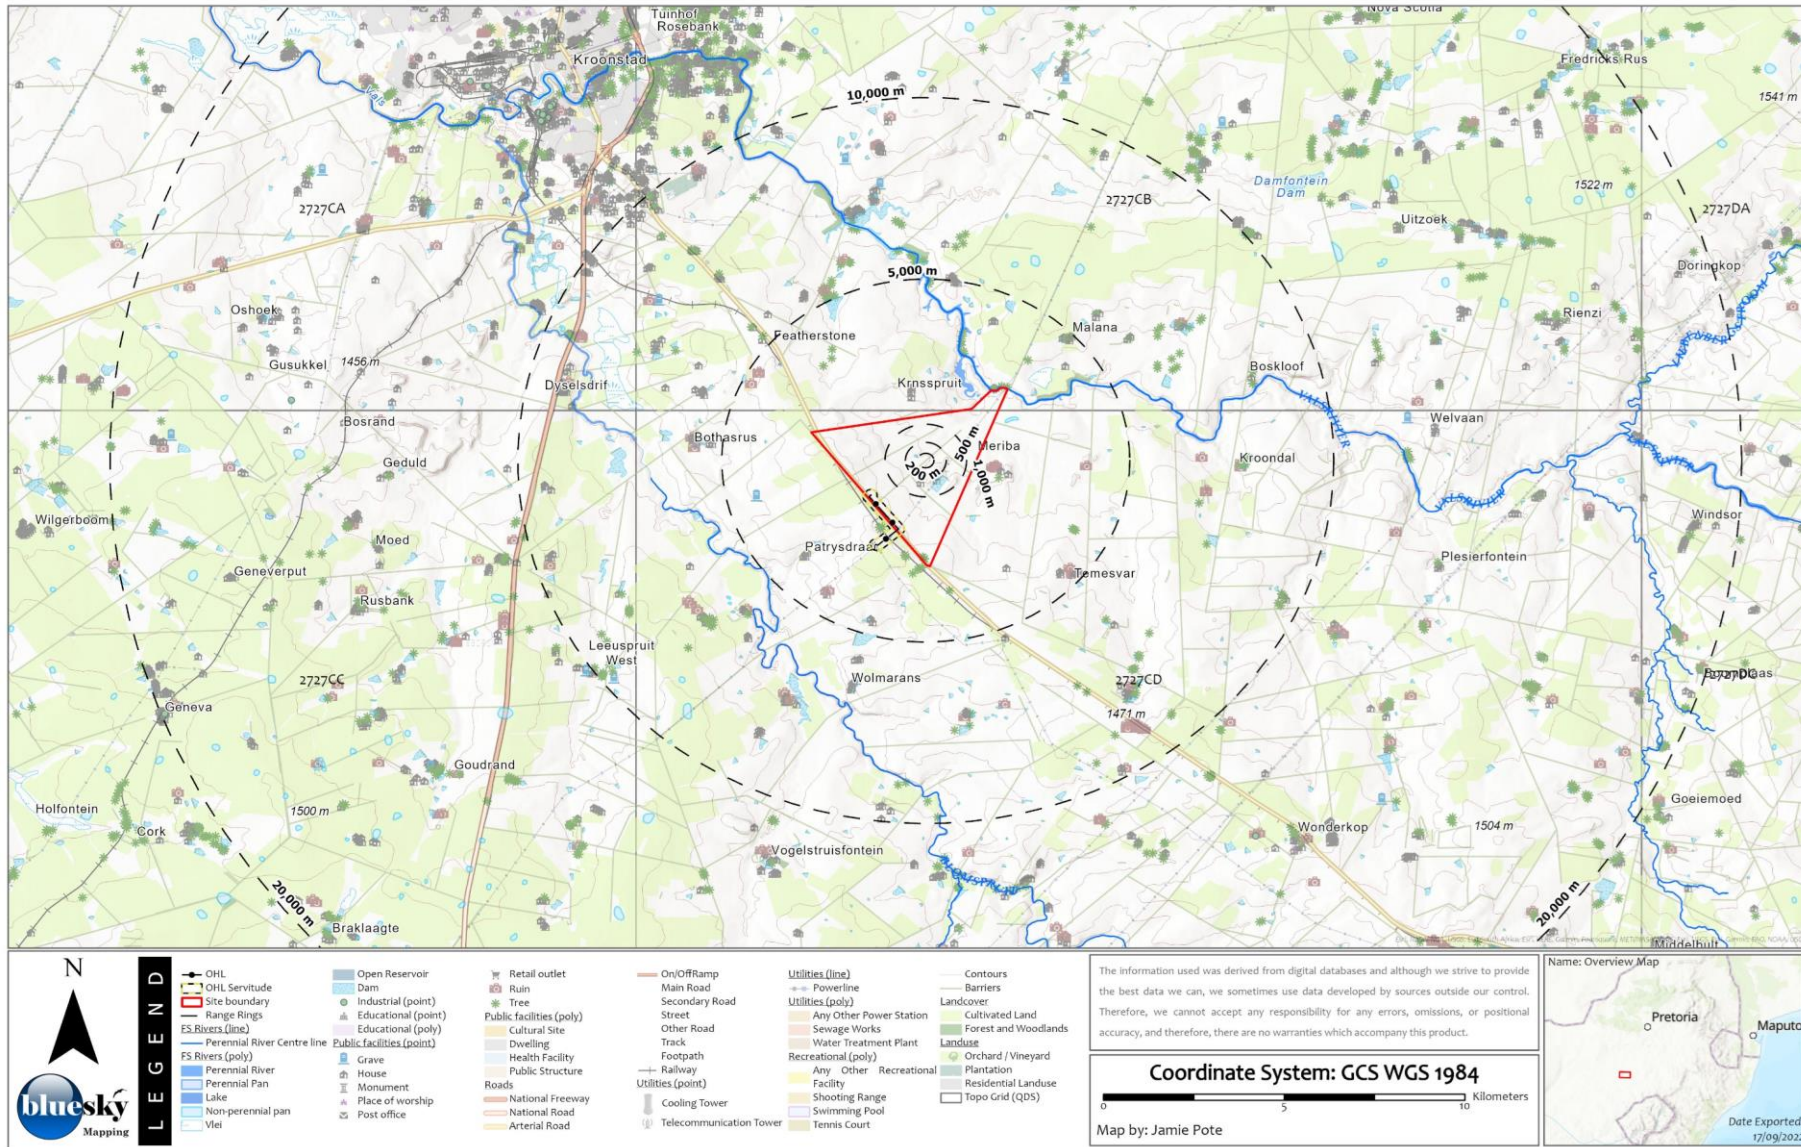 Tuinhof
Rosebank
Nova Scotia
Kroonstad
Fredricks Rus
Vals
10,000 m
1541 m
Damfontein
Dam
1522 m
2727CA
2727CB
2727DA
Uitzoek
5,000 m
Doringkop
Oshoek
Featherstone
Malana
Rienzi
Gusukkel
1456 m
Dyselsdrif
Krnsspruit
Boskloof
VALSRIVIER
Welvaan
Bosrand
Bothasrus
Meriba
500 m
200 m
1,000 m
Geduld
Kroondal
VALSRIVIER
VALSRIVIER
Wilgerboom
Windsor
Moed
Patrysdraai
Plesierfontein
Geneverput
Temesvar
Rusbank
Leeuspruit
West
2727CC
Wolmarans
2727CD
2727DC
Geneva
1471 m
Goudrand
Holfontein
1500 m
Goeiemoed
Cork
Wonderkop
1504 m
Vogelstruisfontein
20,000 m
20,000 m
Braklaagte
Middelbult
N
LEGEND
bluesky
Mapping
OHL
OHL Servitude
Site boundary
Range Rings
FS Rivers (line)
Perennial River Centre line
FS Rivers (poly)
Perennial River
Perennial Pan
Lake
Non-perennial pan
Vlei
Open Reservoir
Dam
Industrial (point)
Educational (point)
Educational (poly)
Public facilities (point)
Grave
House
Monument
Place of worship
Post office
Retail outlet
Ruin
Tree
Public facilities (poly)
Cultural Site
Dwelling
Health Facility
Public Structure
Roads
National Freeway
National Road
Arterial Road
On/OffRamp
Main Road
Secondary Road
Street
Other Road
Track
Footpath
Railway
Utilities (point)
Cooling Tower
Telecommunication Tower
Utilities (line)
Powerline
Utilities (poly)
Any Other Power Station
Sewage Works
Water Treatment Plant
Recreational (poly)
Any Other Recreational
Facility
Shooting Range
Swimming Pool
Tennis Court
Contours
Barriers
Landcover
Cultivated Land
Forest and Woodlands
Landuse
Orchard / Vineyard
Plantation
Residential Landuse
Topo Grid (QDS)
The information used was derived from digital databases and although we strive to provide
the best data we can, we sometimes use data developed by sources outside our control.
Therefore, we cannot accept any responsibility for any errors, omissions, or positional
accuracy, and therefore, there are no warranties which accompany this product.
Coordinate System: GCS WGS 1984
0 5 10 Kilometers
Map by: Jamie Pote
Name: Overview Map
Pretoria
Maputo
Date Exported: